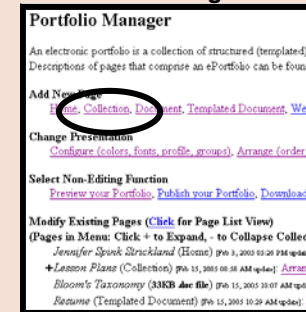 Portfolio Manager
An electronic portfolio is a collection of structured (templated)
Descriptions of pages that comprise an ePortfolio can be foun
Add New Page
Home, Collection, Document, Templated Document, We
Change Presentation
Configure (colors, fonts, profile, groups), Arrange (order
Select Non-Editing Function
Preview your Portfolio, Publish your Portfolio, Download
Modify Existing Pages (Click for Page List View)
(Pages in Menu: Click + to Expand, - to Collapse Collec
Jennifer Spink Strickland (Home) [Feb 3, 2005 03:26 PM update
+Lesson Plans (Collection) [Feb 15, 2005 08:58 AM update]: Arran
Bloom's Taxonomy (33KB .doc file) [Feb 15, 2005 10:07 AM upda
Resume (Templated Document) [Feb 15, 2005 10:29 AM update]: